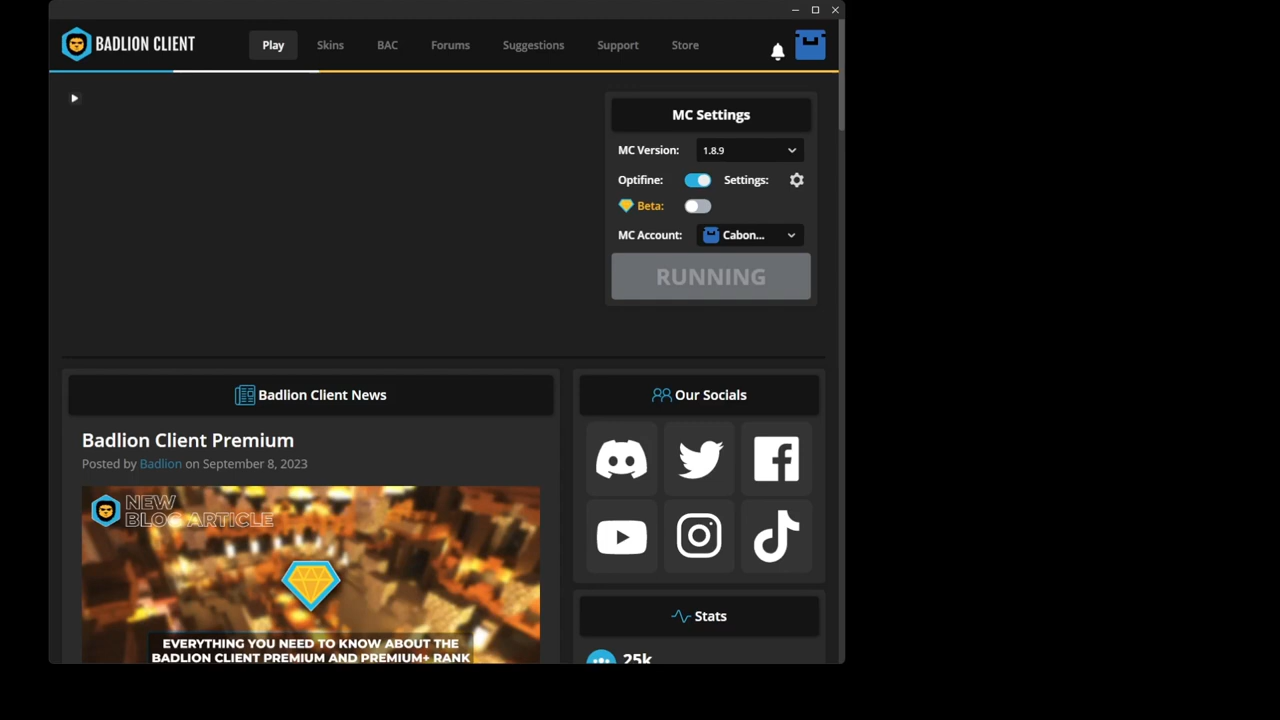 BADLION CLIENT
Play
Skins
BAC
Forums
Suggestions
Support
Store
MC Settings
MC Version:
1.8.9
Optifine:
Settings:
Beta:
MC Account:
Cabon...
RUNNING
Badlion Client News
Badlion Client Premium
Posted by Badlion on September 8, 2023
NEW
BLOG ARTICLE
EVERYTHING YOU NEED TO KNOW ABOUT THE
BADLION CLIENT PREMIUM AND PREMIUM+ RANK
Our Socials
Stats
25k